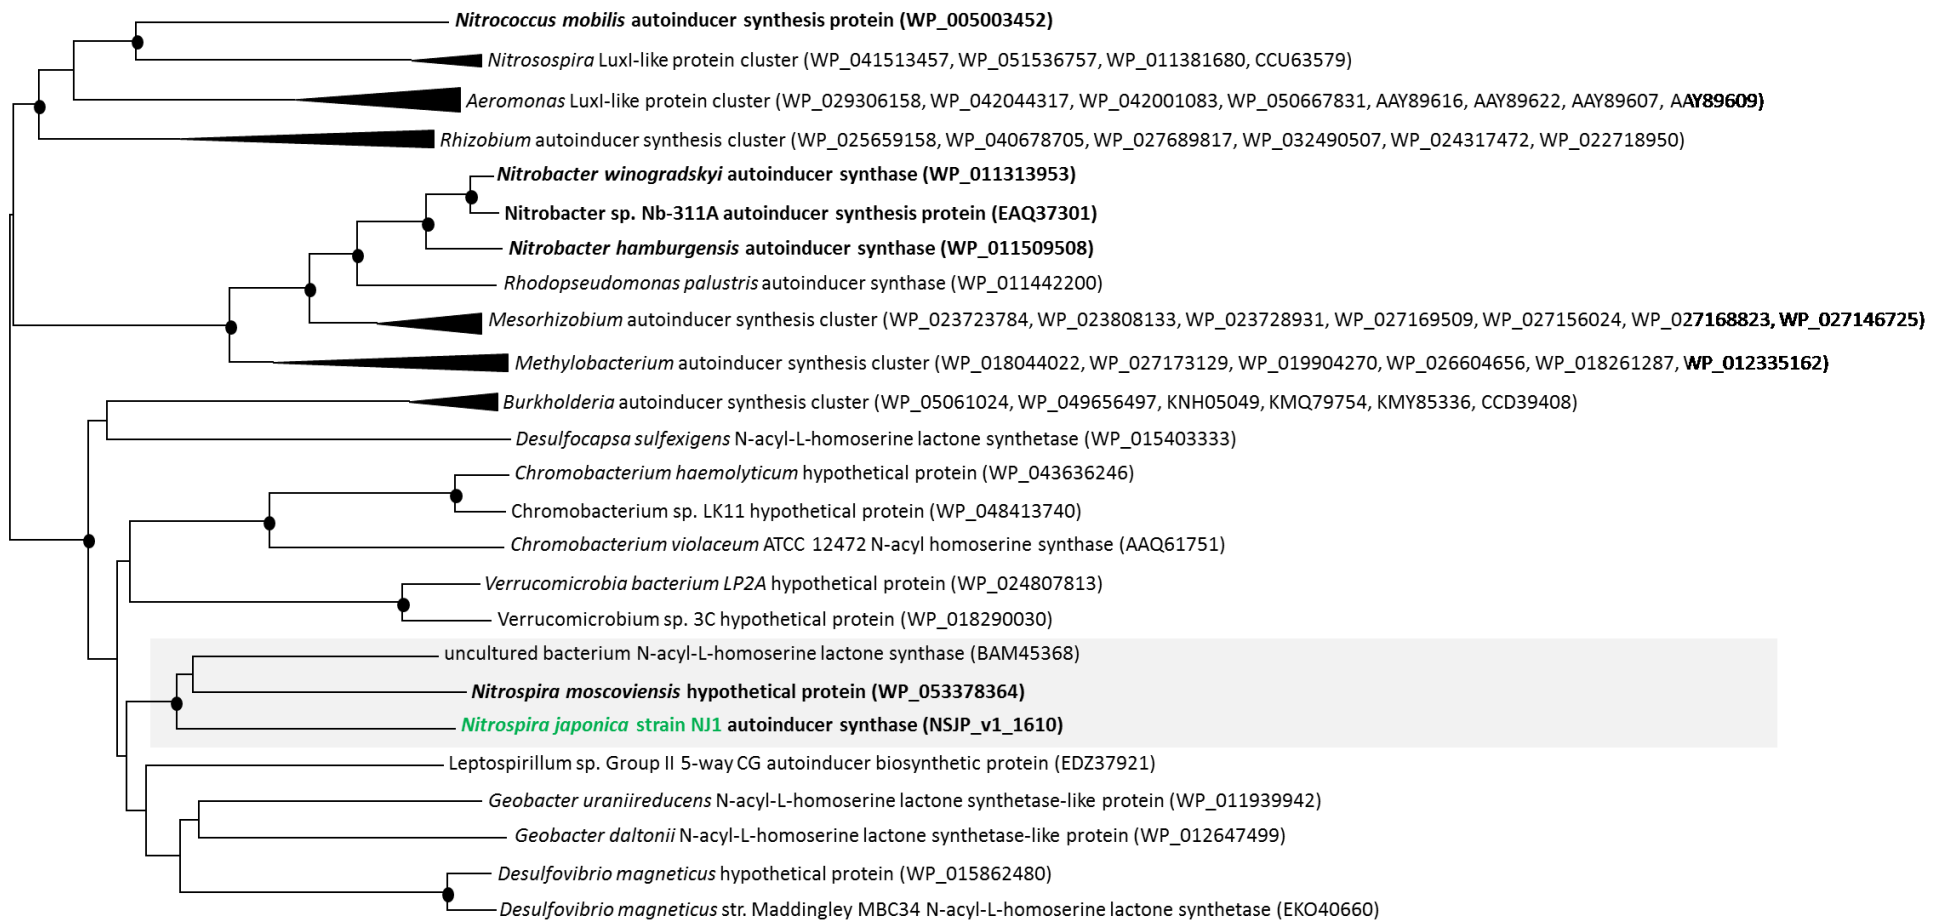 Nitrococcus mobilis autoinducer synthesis protein (WP_005003452)
Nitrosospira LuxI-like protein cluster (WP_041513457, WP_051536757, WP_011381680, CCU63579)
Aeromonas LuxI-like protein cluster (WP_029306158, WP_042044317, WP_042001083, WP_050667831, AAY89616, AAY89622, AAY89607, AAY89609)
Rhizobium autoinducer synthesis cluster (WP_025659158, WP_040678705, WP_027689817, WP_032490507, WP_024317472, WP_022718950)
Nitrobacter winogradskyi autoinducer synthase (WP_011313953)
Nitrobacter sp. Nb-311A autoinducer synthesis protein (EAQ37301)
Nitrobacter hamburgensis autoinducer synthase (WP_011509508)
Rhodopseudomonas palustris autoinducer synthase (WP_011442200)
Mesorhizobium autoinducer synthesis cluster (WP_023723784, WP_023808133, WP_023728931, WP_027169509, WP_027156024, WP_027168823, WP_027146725)
Methylobacterium autoinducer synthesis cluster (WP_018044022, WP_027173129, WP_019904270, WP_026604656, WP_018261287, WP_012335162)
Burkholderia autoinducer synthesis cluster (WP_05061024, WP_049656497, KNH05049, KMQ79754, KMY85336, CCD39408)
Desulfocapsa sulfexigens N-acyl-L-homoserine lactone synthetase (WP_015403333)
Chromobacterium haemolyticum hypothetical protein (WP_043636246)
Chromobacterium sp. LK11 hypothetical protein (WP_048413740)
Chromobacterium violaceum ATCC 12472 N-acyl homoserine synthase (AAQ61751)
Verrucomicrobia bacterium LP2A hypothetical protein (WP_024807813)
Verrucomicrobium sp. 3C hypothetical protein (WP_018290030)
uncultured bacterium N-acyl-L-homoserine lactone synthase (BAM45368)
Nitrospira moscoviensis hypothetical protein (WP_053378364)
Nitrospira japonica strain NJ1 autoinducer synthase (NSJP_v1_1610)
Leptospirillum sp. Group II 5-way CG autoinducer biosynthetic protein (EDZ37921)
Geobacter uraniireducens N-acyl-L-homoserine lactone synthetase-like protein (WP_011939942)
Geobacter daltonii N-acyl-L-homoserine lactone synthetase-like protein (WP_012647499)
Desulfovibrio magneticus hypothetical protein (WP_015862480)
Desulfovibrio magneticus str. Maddingley MBC34 N-acyl-L-homoserine lactone synthetase (EKO40660)